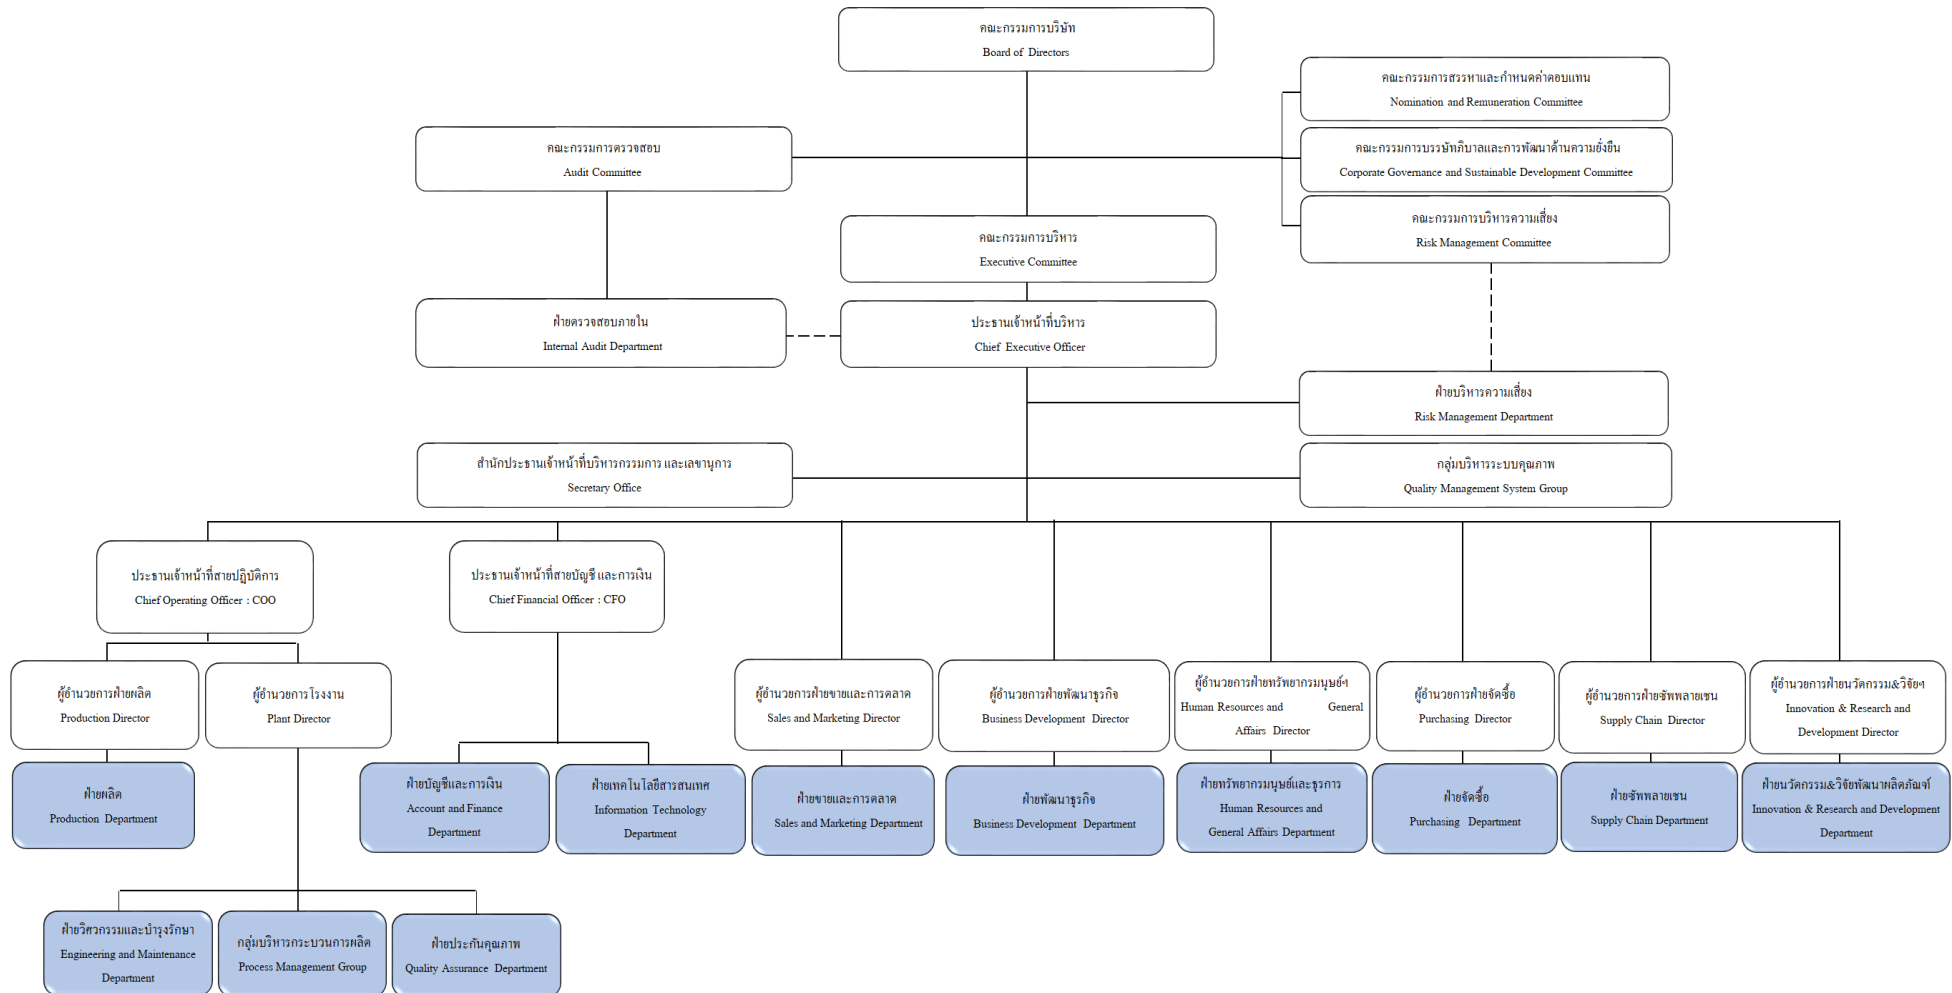 คณะกรรมการบริษัท
Board of Directors
คณะกรรมการสรรหาและกำหนดค่าตอบแทน
Nomination and Remuneration Committee
คณะกรรมการตรวจสอบ
Audit Committee
คณะกรรมการบรรษัทภิบาลและการพัฒนาด้านความยั่งยืน
Corporate Governance and Sustainable Development Committee
คณะกรรมการบริหารความเสี่ยง
Risk Management Committee
คณะกรรมการบริหาร
Executive Committee
ฝ่ายตรวจสอบภายใน
Internal Audit Department
ประธานเจ้าหน้าที่บริหาร
Chief Executive Officer
ฝ่ายบริหารความเสี่ยง
Risk Management Department
สำนักประธานเจ้าหน้าที่บริหารกรรมการ และเลขานุการ
Secretary Office
กลุ่มบริหารระบบคุณภาพ
Quality Management System Group
ประธานเจ้าหน้าที่สายปฏิบัติการ
Chief Operating Officer : COO
ประธานเจ้าหน้าที่สายบัญชี และการเงิน
Chief Financial Officer : CFO
ผู้อำนวยการฝ่ายผลิต
Production Director
ผู้อำนวยการโรงงาน
Plant Director
ผู้อำนวยการฝ่ายขายและการตลาด
Sales and Marketing Director
ผู้อำนวยการฝ่ายพัฒนาธุรกิจ
Business Development Director
ผู้อำนวยการฝ่ายทรัพยากรมนุษย์ฯ
Human Resources and General
Affairs Director
ผู้อำนวยการฝ่ายจัดซื้อ
Purchasing Director
ผู้อำนวยการฝ่ายซัพพลายเชน
Supply Chain Director
ผู้อำนวยการฝ่ายนวัตกรรม&วิจัยฯ
Innovation & Research and
Development Director
ฝ่ายผลิต
Production Department
ฝ่ายบัญชีและการเงิน
Account and Finance
Department
ฝ่ายเทคโนโลยีสารสนเทศ
Information Technology
Department
ฝ่ายขายและการตลาด
Sales and Marketing Department
ฝ่ายพัฒนาธุรกิจ
Business Development Department
ฝ่ายทรัพยากรมนุษย์และธุรการ
Human Resources and
General Affairs Department
ฝ่ายจัดซื้อ
Purchasing Department
ฝ่ายซัพพลายเชน
Supply Chain Department
ฝ่ายนวัตกรรม&วิจัยพัฒนาผลิตภัณฑ์
Innovation & Research and Development
Department
ฝ่ายวิศวกรรมและบำรุงรักษา
Engineering and Maintenance
Department
กลุ่มบริหารกระบวนการผลิต
Process Management Group
ฝ่ายประกันคุณภาพ
Quality Assurance Department